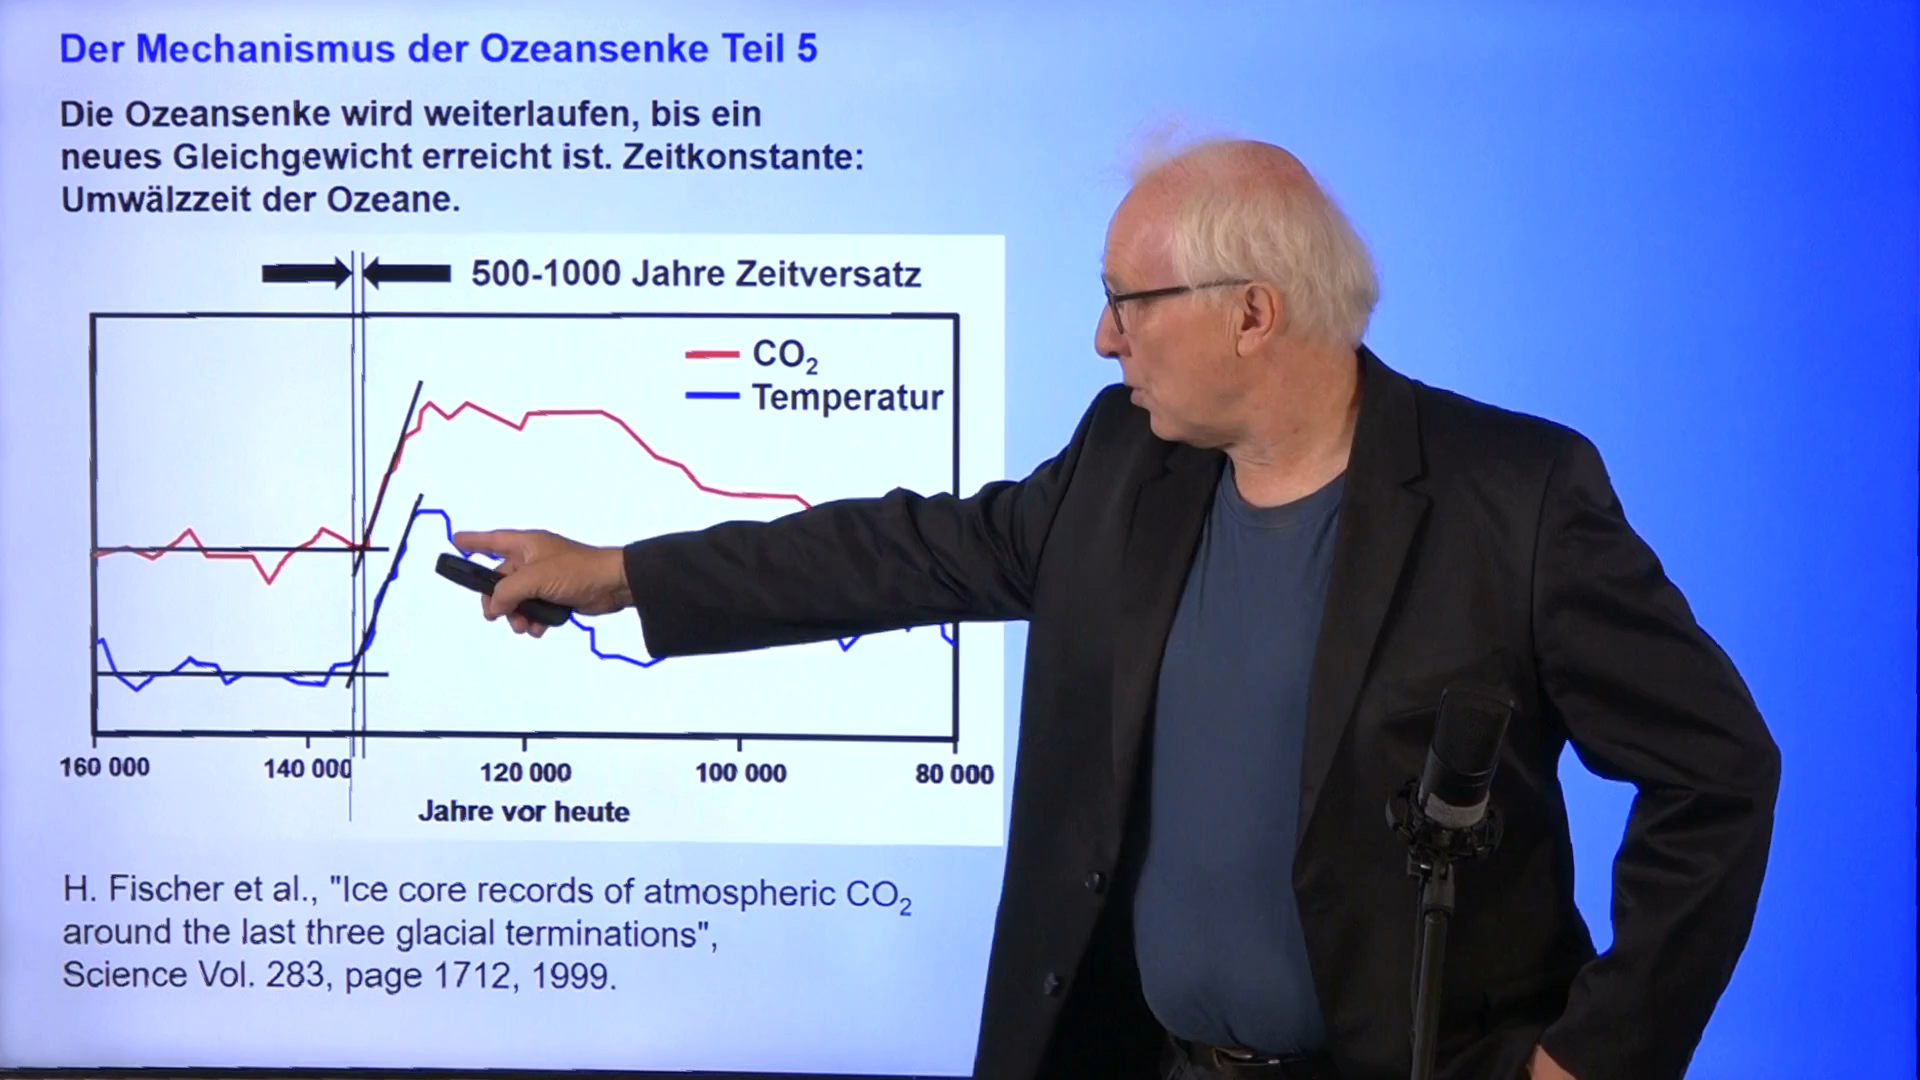 Der Mechanismus der Ozeansenke Teil 5
Die Ozeansenke wird weiterlaufen, bis ein
neues Gleichgewicht erreicht ist. Zeitkonstante:
Umwälzzeit der Ozeane.
500-1000 Jahre Zeitversatz
CO₂
Temperatur
160 000 140 000 120 000 100 000 80 000
Jahre vor heute
H. Fischer et al., "Ice core records of atmospheric CO₂
around the last three glacial terminations",
Science Vol. 283, page 1712, 1999.